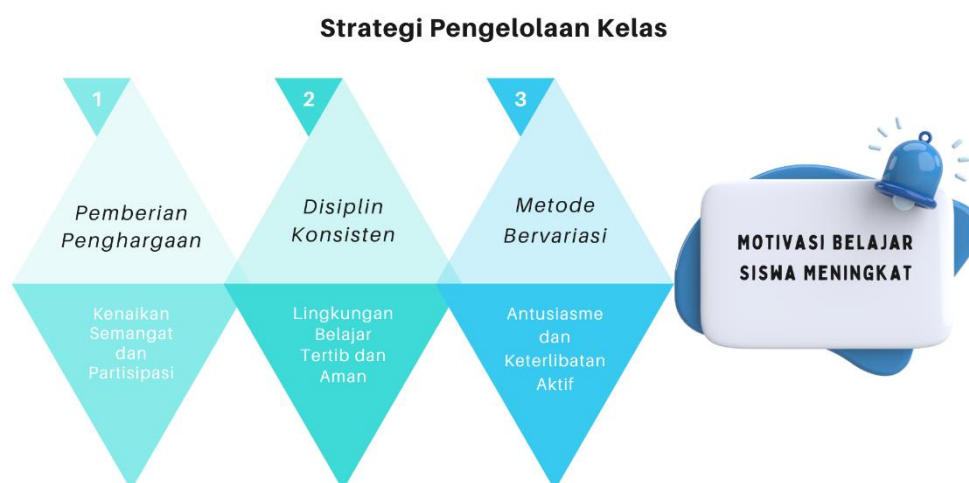 Strategi Pengelolaan Kelas
1
Pemberian
Penghargaan
Kenaikan
Semangat
dan
Partisipasi
2
Disiplin
Konsisten
Lingkungan
Belajar
Tertib dan
Aman
3
Metode
Bervariasi
Antusiasme
dan
Keterlibatan
Aktif
MOTIVASI BELAJAR
SISWA MENINGKAT